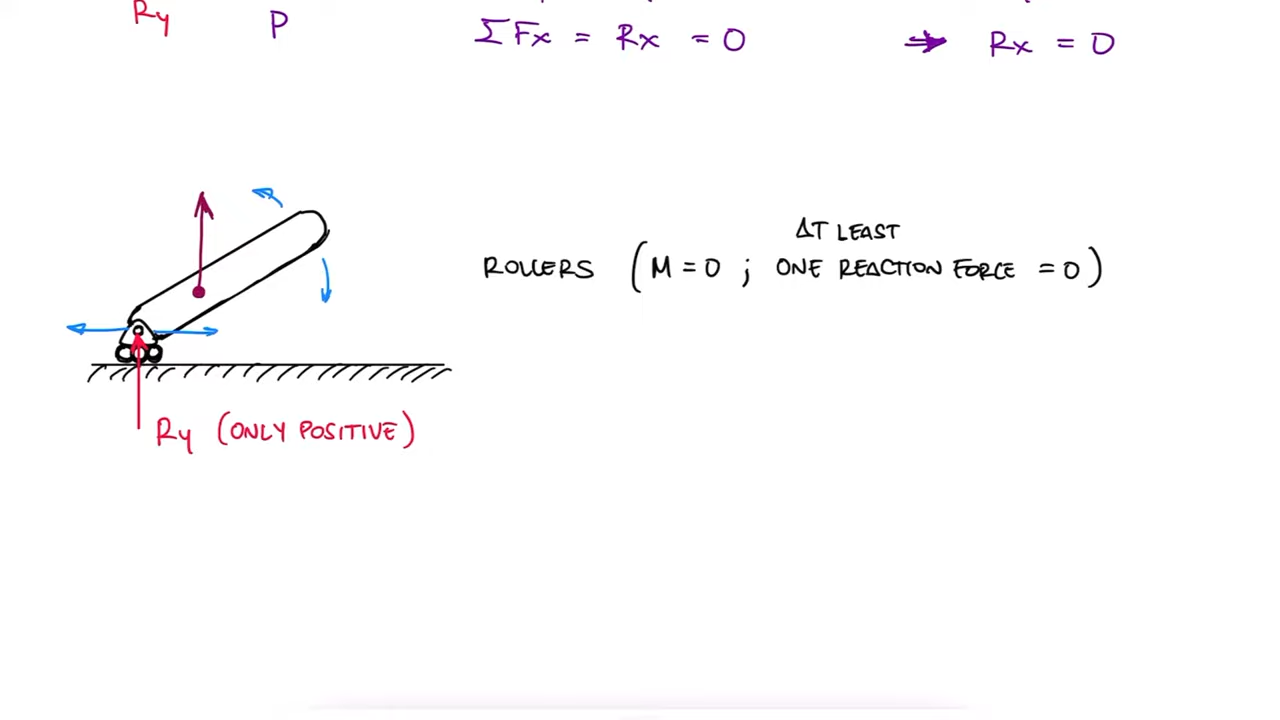 Ry
P
ΣFx = Rx = 0
⇒ Rx = 0
AT LEAST
ROLLERS (M = 0 ; ONE REACTION FORCE = 0)
Ry (ONLY POSITIVE)